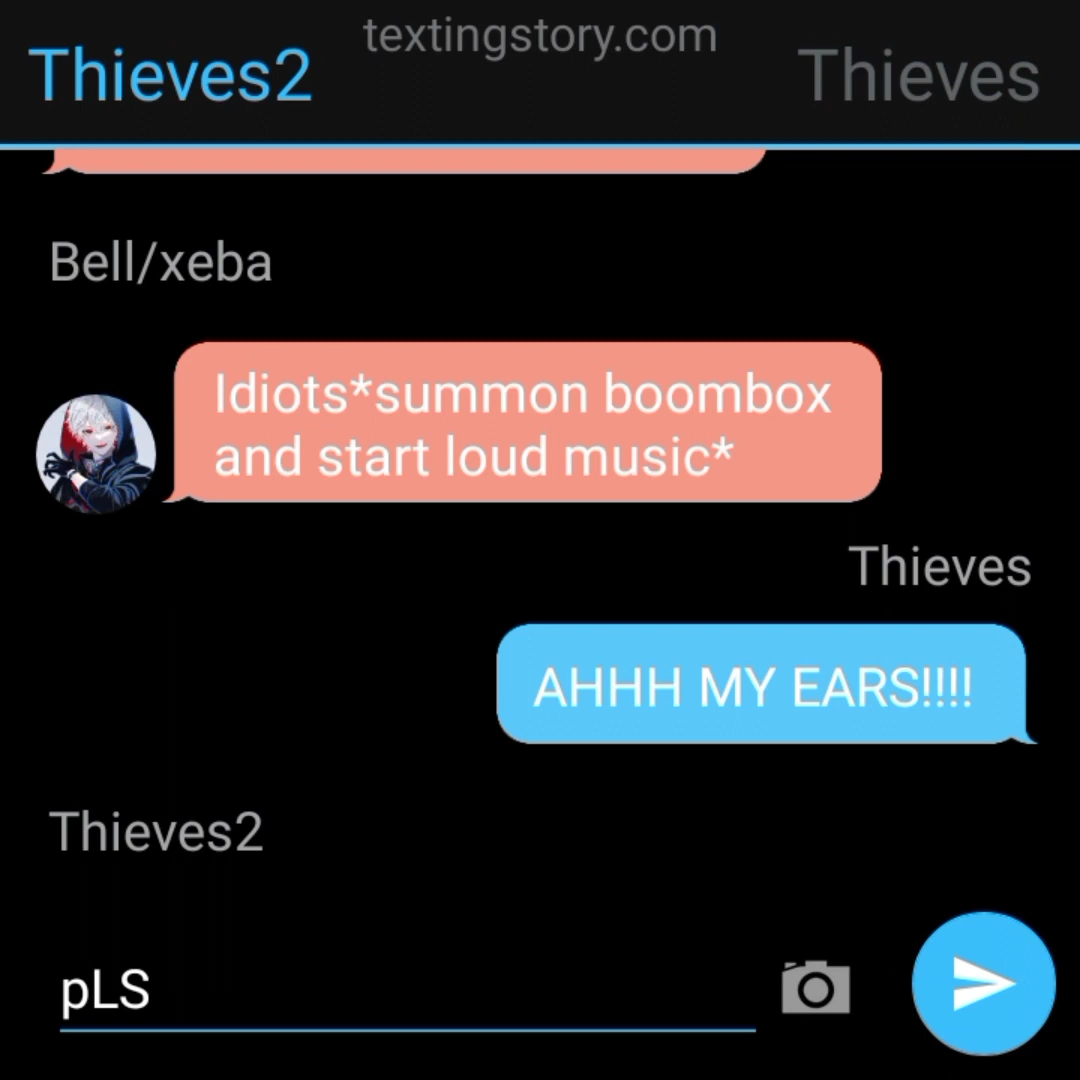 textingstory.com
Thieves2
Thieves
Bell/xeba
Idiots*summon boombox
and start loud music*
Thieves
AHHH MY EARS!!!!
Thieves2
pLS